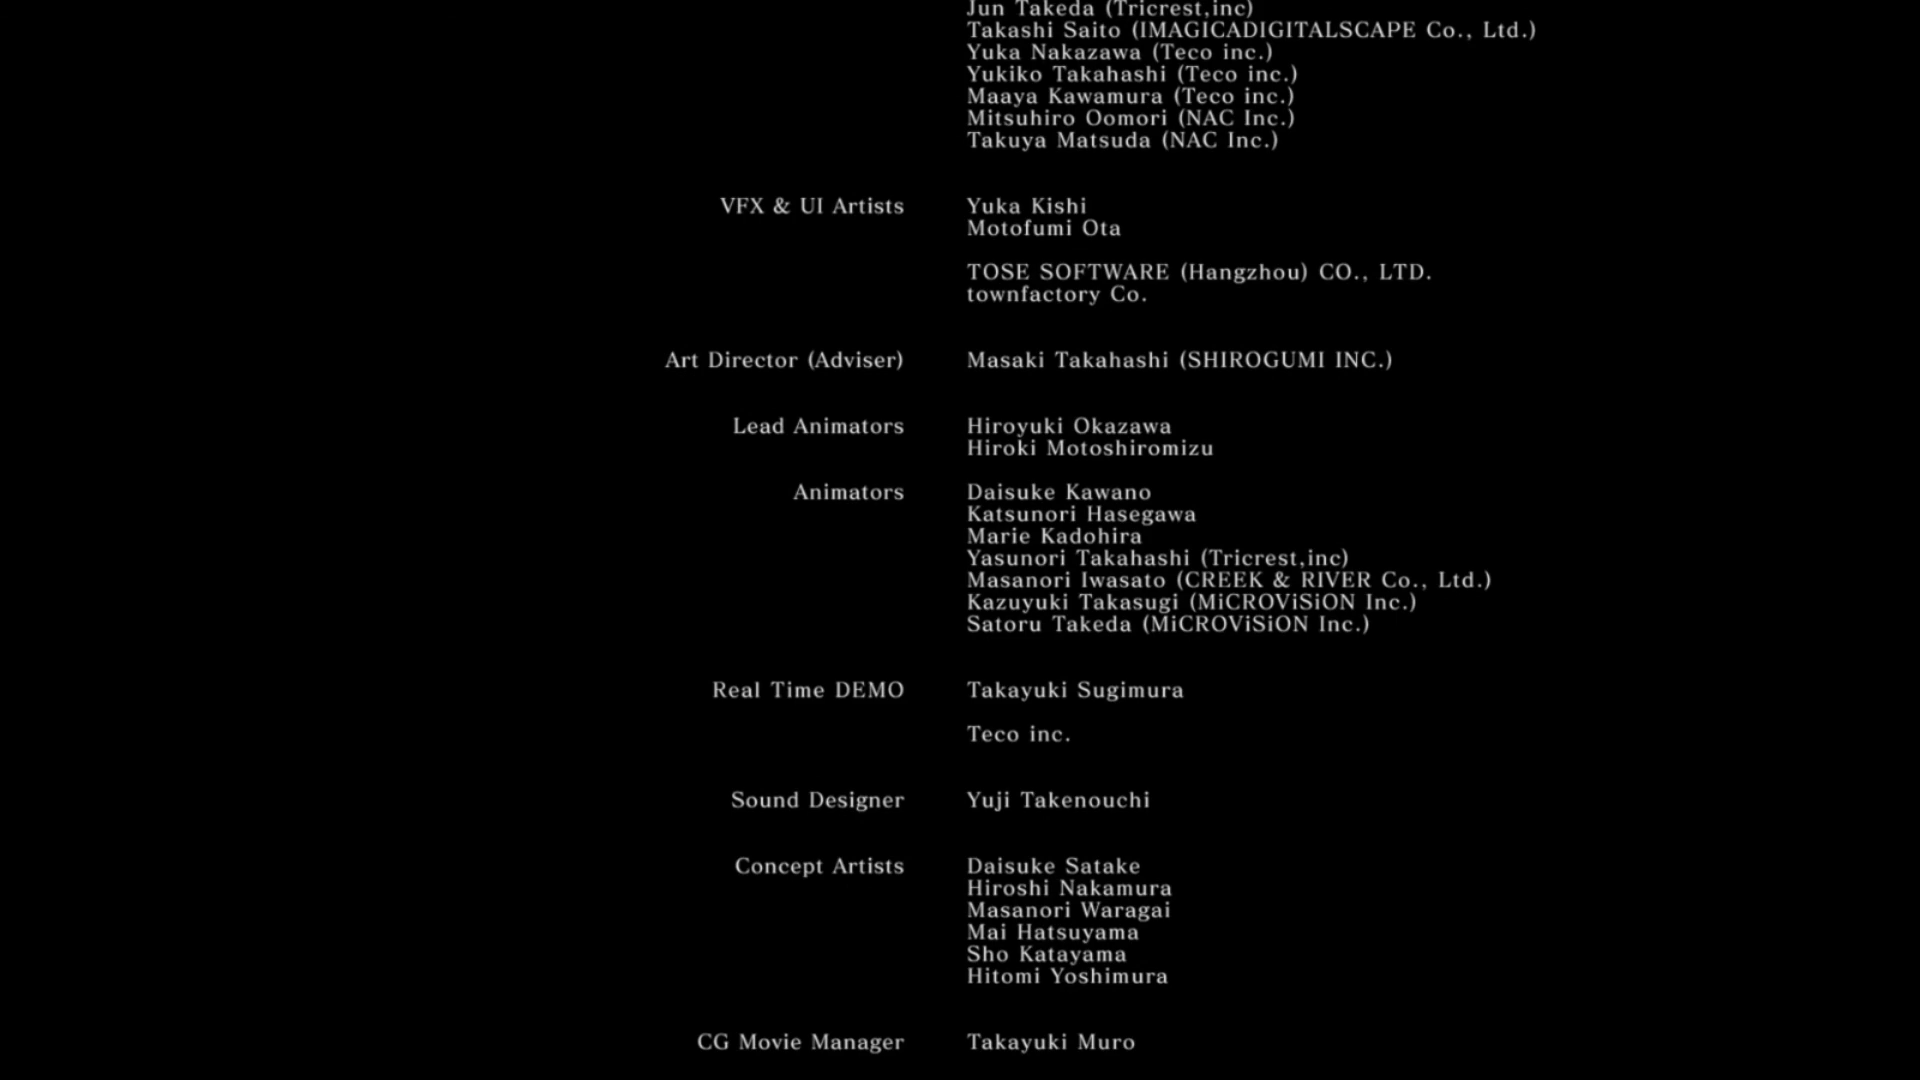 Jun Takeda (Tricrest,inc)
Takashi Saito (IMAGICADIGITALSCAPE Co., Ltd.)
Yuka Nakazawa (Teco inc.)
Yukiko Takahashi (Teco inc.)
Maaya Kawamura (Teco inc.)
Mitsuhiro Oomori (NAC Inc.)
Takuya Matsuda (NAC Inc.)
VFX & UI Artists Yuka Kishi
Motofumi Ota
TOSE SOFTWARE (Hangzhou) CO., LTD.
townfactory Co.
Art Director (Adviser) Masaki Takahashi (SHIROGUMI INC.)
Lead Animators Hiroyuki Okazawa
Hiroki Motoshiromizu
Animators Daisuke Kawano
Katsunori Hasegawa
Marie Kadohira
Yasunori Takahashi (Tricrest,inc)
Masanori Iwasato (CREEK & RIVER Co., Ltd.)
Kazuyuki Takasugi (MiCROViSiON Inc.)
Satoru Takeda (MiCROViSiON Inc.)
Real Time DEMO Takayuki Sugimura
Teco inc.
Sound Designer Yuji Takenouchi
Concept Artists Daisuke Satake
Hiroshi Nakamura
Masanori Waragai
Mai Hatsuyama
Sho Katayama
Hitomi Yoshimura
CG Movie Manager Takayuki Muro